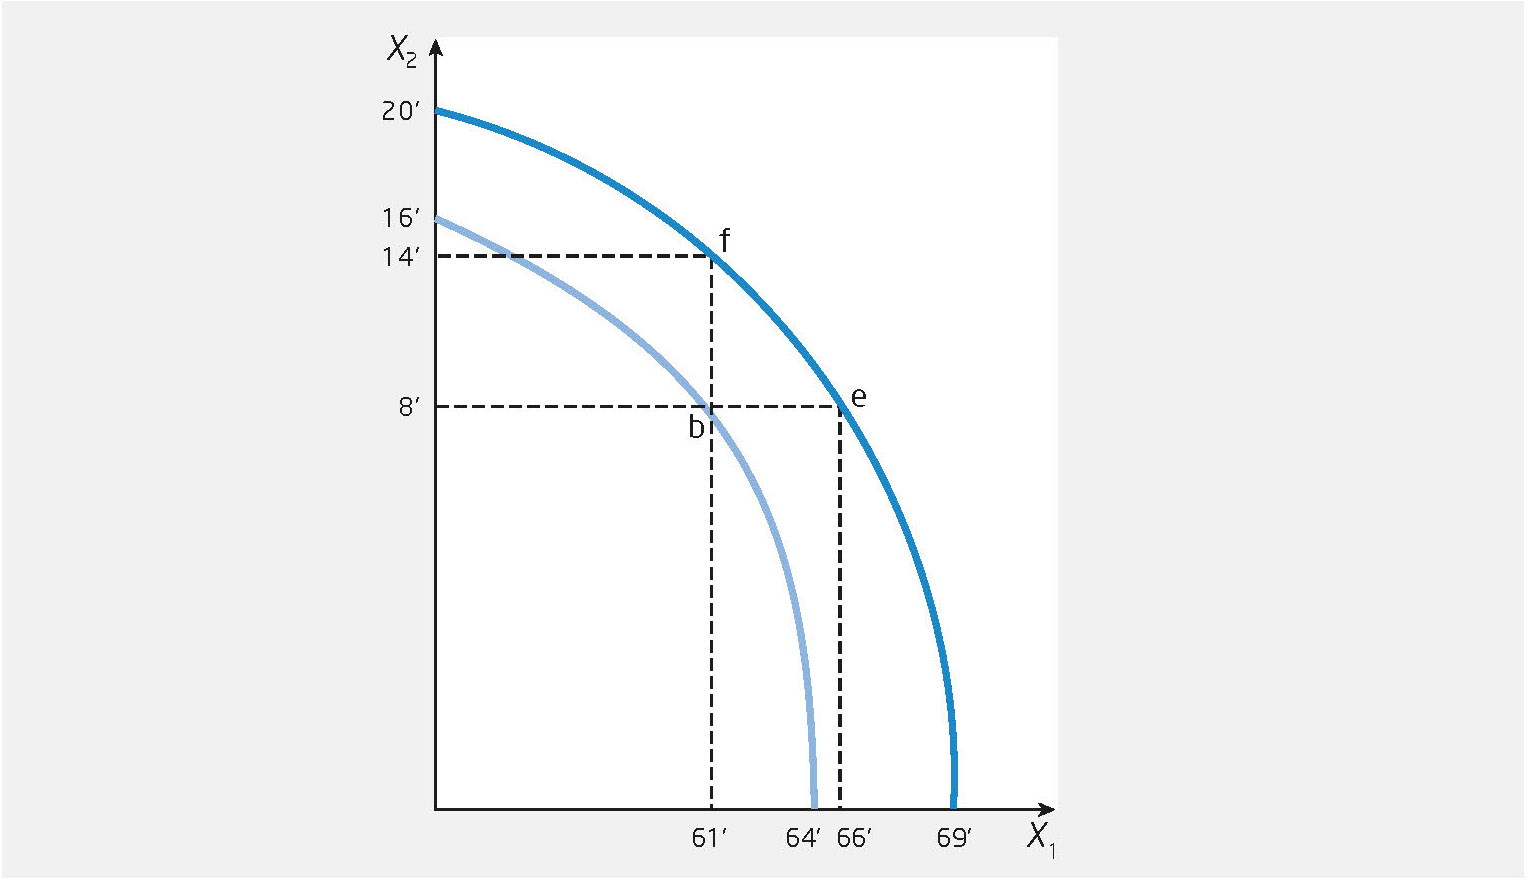 X₂
20′
16′
14′
f
8′
e
b
61′ 64′ 66′ 69′ X₁